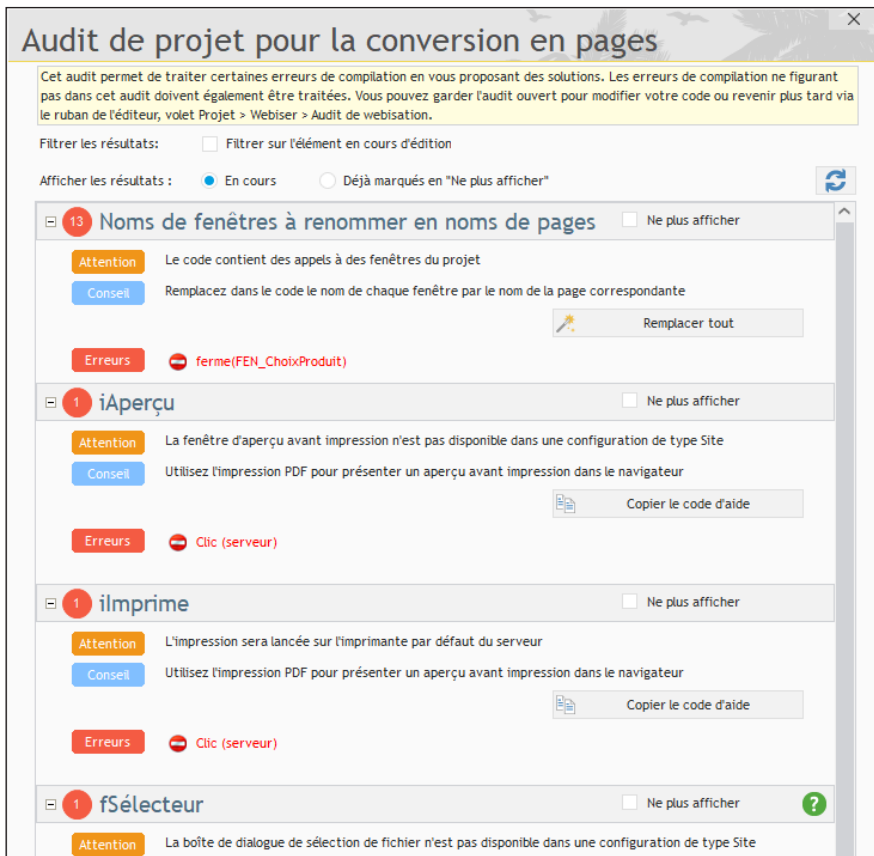 Audit de projet pour la conversion en pages
Cet audit permet de traiter certaines erreurs de compilation en vous proposant des solutions. Les erreurs de compilation ne figurant
pas dans cet audit doivent également être traitées. Vous pouvez garder l'audit ouvert pour modifier votre code ou revenir plus tard via
le ruban de l'éditeur, volet Projet > Webiser > Audit de webisation.
Filtrer les résultats: Filtrer sur l'élément en cours d'édition
Afficher les résultats : En cours Déjà marqués en "Ne plus afficher"
13 Noms de fenêtres à renommer en noms de pages Ne plus afficher
Attention Le code contient des appels à des fenêtres du projet
Conseil Remplacez dans le code le nom de chaque fenêtre par le nom de la page correspondante
Remplacer tout
Erreurs ferme(FEN_ChoixProduit)
1 iAperçu Ne plus afficher
Attention La fenêtre d'aperçu avant impression n'est pas disponible dans une configuration de type Site
Conseil Utilisez l'impression PDF pour présenter un aperçu avant impression dans le navigateur
Copier le code d'aide
Erreurs Clic (serveur)
1 iImprime Ne plus afficher
Attention L'impression sera lancée sur l'imprimante par défaut du serveur
Conseil Utilisez l'impression PDF pour présenter un aperçu avant impression dans le navigateur
Copier le code d'aide
Erreurs Clic (serveur)
1 fSélecteur Ne plus afficher ?
Attention La boîte de dialogue de sélection de fichier n'est pas disponible dans une configuration de type Site